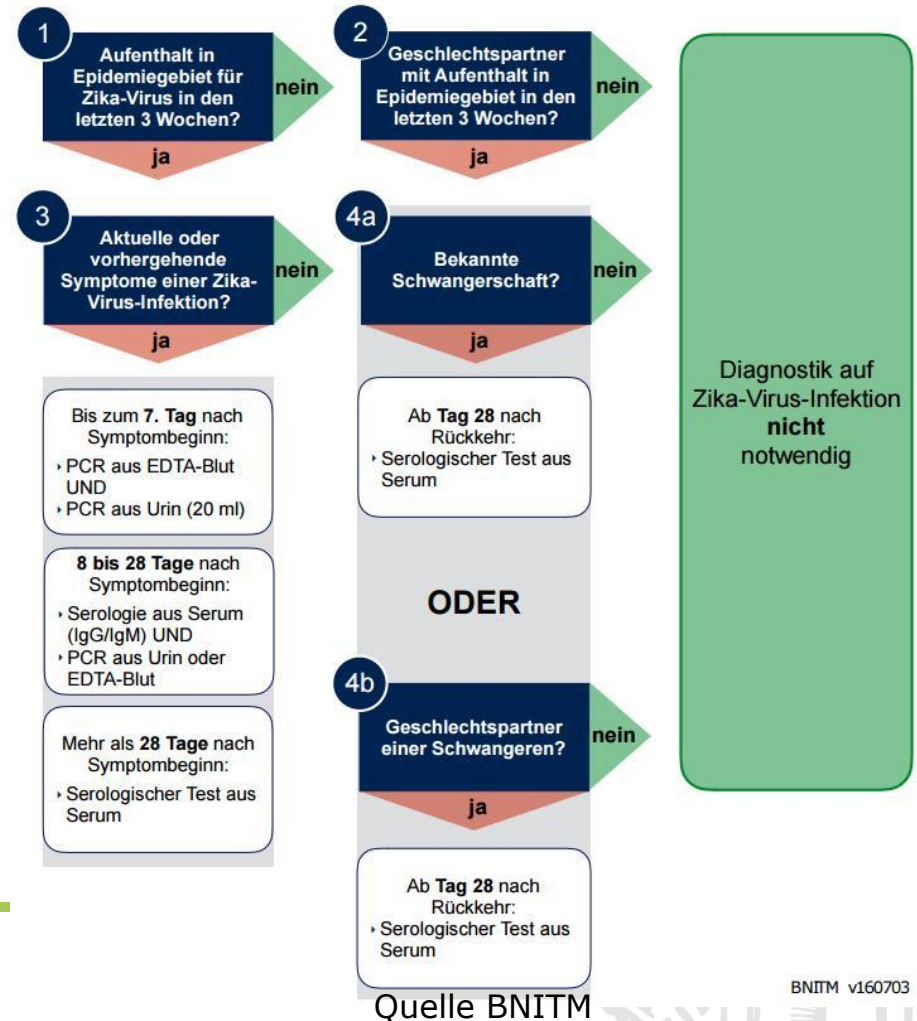 1
Aufenthalt in
Epidemiegebiet für
Zika-Virus in den
letzten 3 Wochen?
nein
ja
2
Geschlechtspartner
mit Aufenthalt in
Epidemiegebiet in den
letzten 3 Wochen?
nein
ja
3
Aktuelle oder
vorhergehende
Symptome einer Zika-
Virus-Infektion?
nein
ja
4a
Bekannte
Schwangerschaft?
nein
ja
Bis zum 7. Tag nach
Symptombeginn:
‣ PCR aus EDTA-Blut
UND
‣ PCR aus Urin (20 ml)
8 bis 28 Tage nach
Symptombeginn:
‣ Serologie aus Serum
(IgG/IgM) UND
‣ PCR aus Urin oder
EDTA-Blut
Mehr als 28 Tage nach
Symptombeginn:
‣ Serologischer Test aus
Serum
Ab Tag 28 nach
Rückkehr:
‣ Serologischer Test aus
Serum
ODER
4b
Geschlechtspartner
einer Schwangeren?
nein
ja
Ab Tag 28 nach
Rückkehr:
‣ Serologischer Test aus
Serum
Diagnostik auf
Zika-Virus-Infektion
nicht
notwendig
BNITM v160703
Quelle BNITM